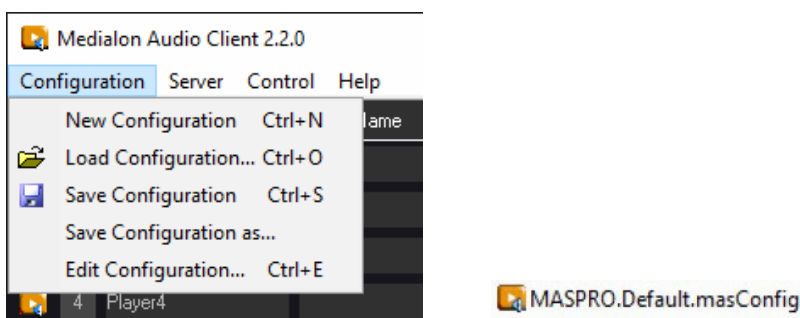 Medialon Audio Client 2.2.0
Configuration Server Control Help
New Configuration Ctrl+N
Load Configuration... Ctrl+O
Save Configuration Ctrl+S
Save Configuration as...
Edit Configuration... Ctrl+E
4 Player4
MASPRO.Default.masConfig